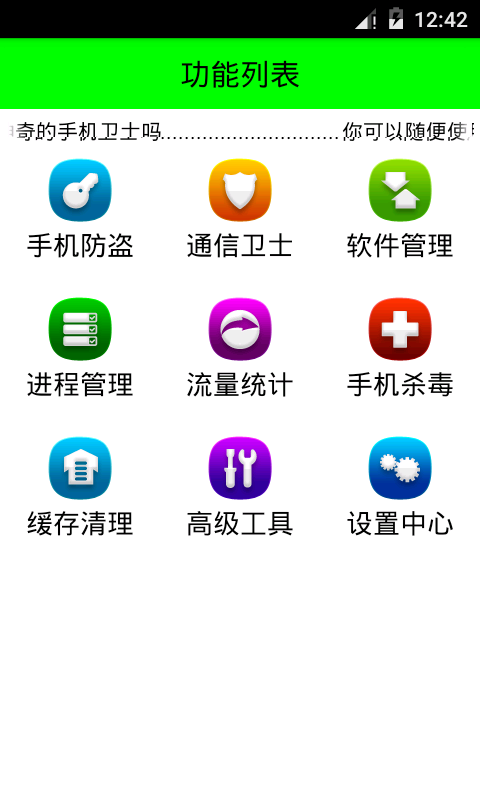 12:42
功能列表
奇的手机卫士吗..............................你可以随便使
手机防盗 通信卫士 软件管理
进程管理 流量统计 手机杀毒
缓存清理 高级工具 设置中心